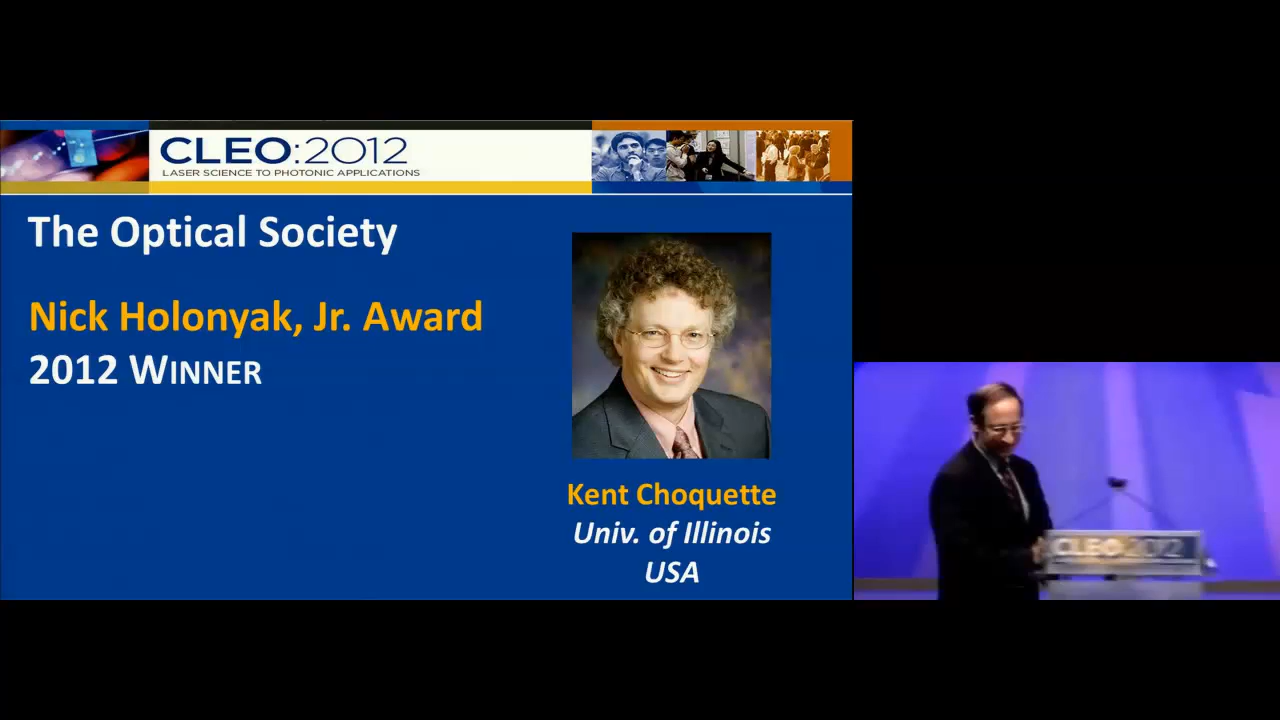 CLEO:2012
LASER SCIENCE TO PHOTONIC APPLICATIONS
The Optical Society
Nick Holonyak, Jr. Award
2012 WINNER
Kent Choquette
Univ. of Illinois
USA
CLEO:2012